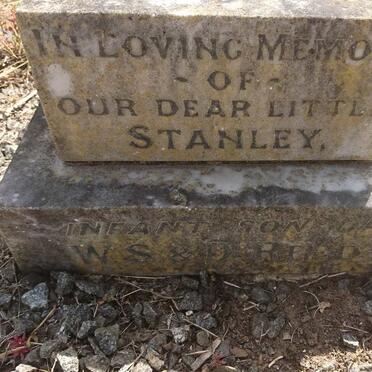 IN LOVING MEMO
- OF -
OUR DEAR LITTL
STANLEY,
INFANT SON
W.S. & D.